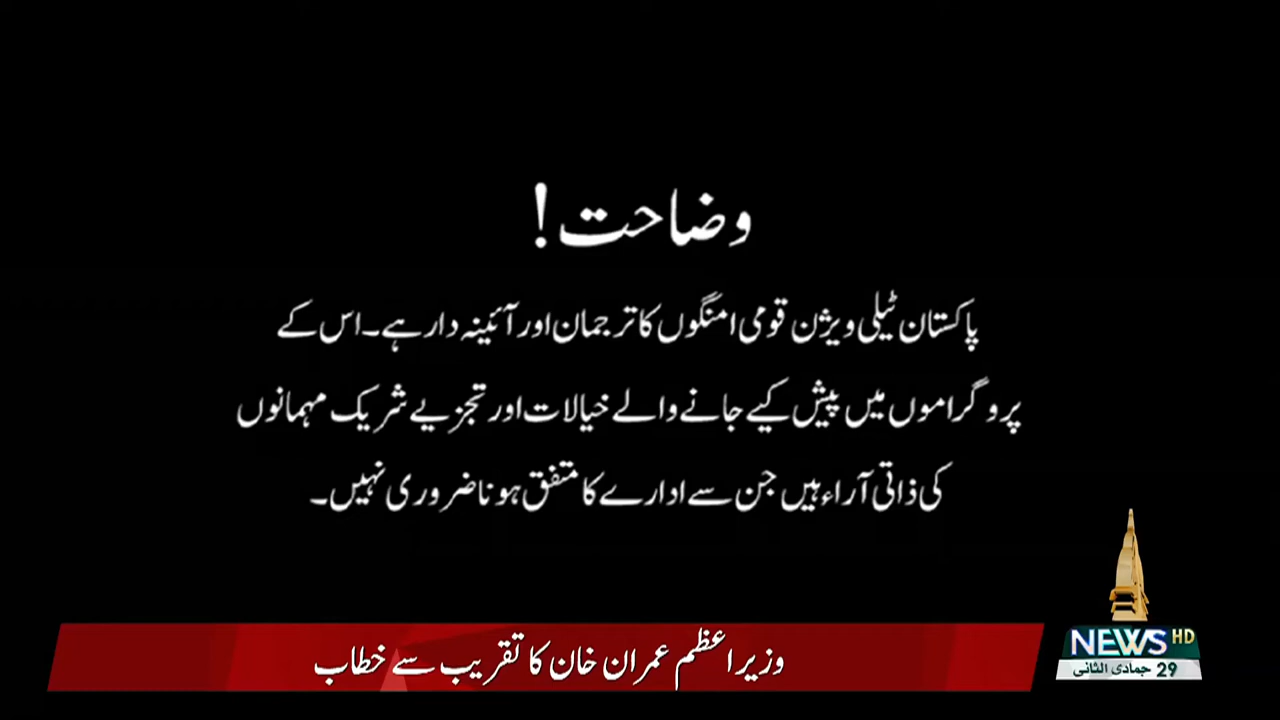 وضاحت!
پاکستان ٹیلی ویژن قومی امنگوں کا ترجمان اور آئینہ دار ہے۔ اس کے
پروگراموں میں پیش کیے جانے والے خیالات اور تجزیے شریک مہمانوں
کی ذاتی آراء ہیں جن سے ادارے کا متفق ہونا ضروری نہیں۔
وزیراعظم عمران خان کا تقریب سے خطاب
NEWS HD
29 جمادی الثانی